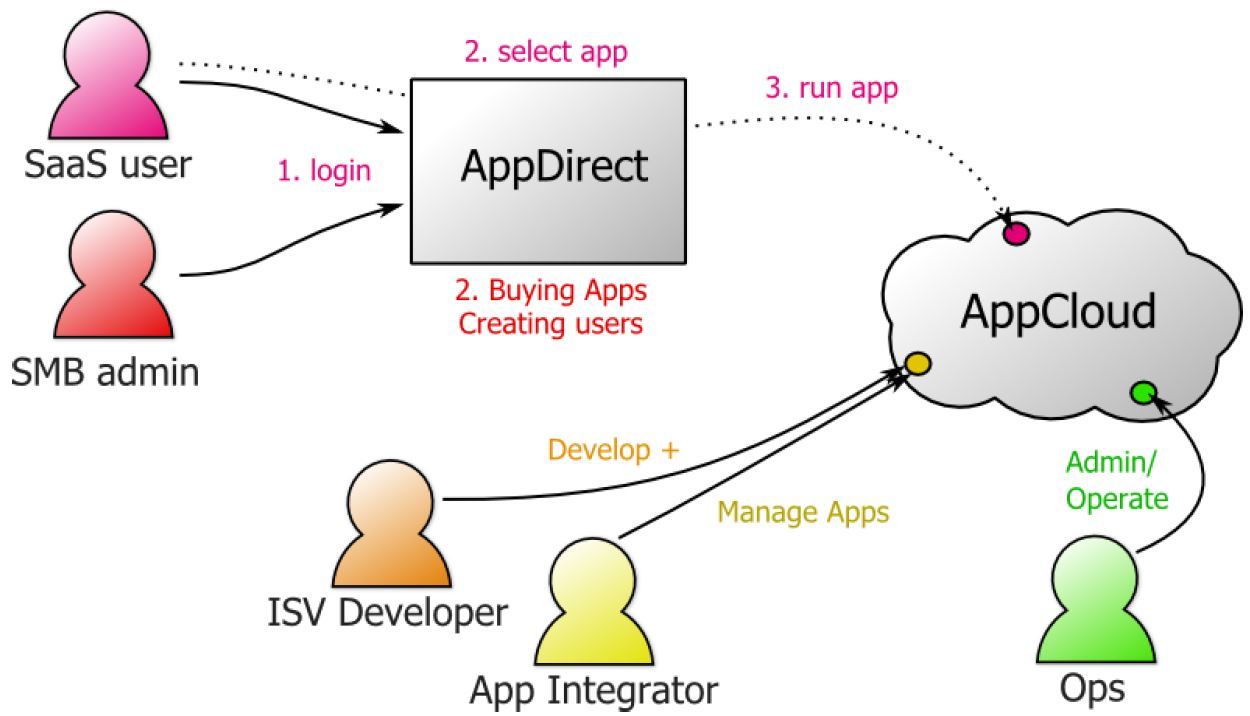 2. select app
3. run app
SaaS user
1. login
AppDirect
2. Buying Apps
Creating users
SMB admin
AppCloud
Develop +
Manage Apps
Admin/
Operate
ISV Developer
App Integrator
Ops